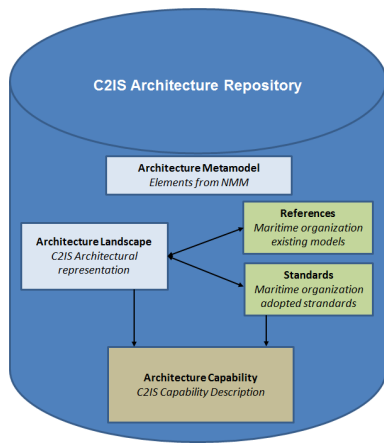 C2IS Architecture Repository
Architecture Metamodel
Elements from NMM
References
Maritime organization
existing models
Architecture Landscape
C2IS Architectural
representation
Standards
Maritime organization
adopted strandards
Architecture Capability
C2IS Capability Description